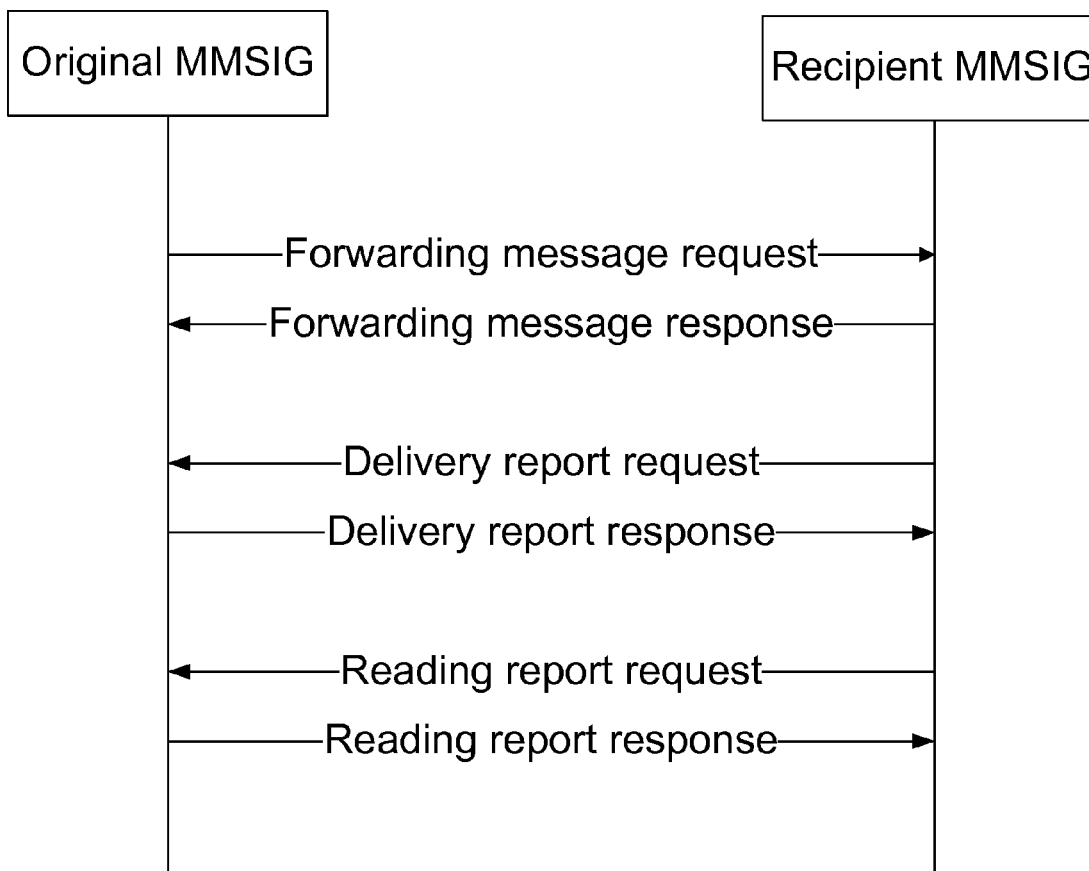 Original MMSIG
Recipient MMSIG
Forwarding message request
Forwarding message response
Delivery report request
Delivery report response
Reading report request
Reading report response